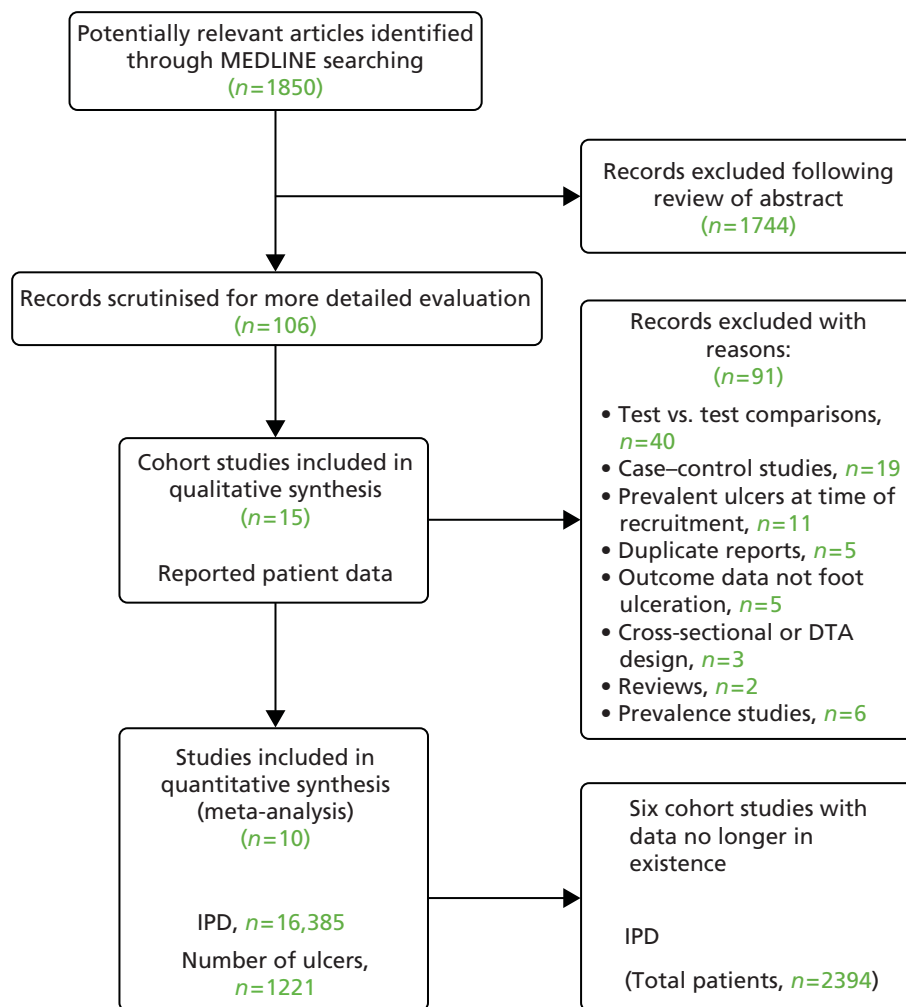 Potentially relevant articles identified
through MEDLINE searching
(n=1850)
Records excluded following
review of abstract
(n=1744)
Records scrutinised for more detailed evaluation
(n=106)
Records excluded with
reasons:
(n=91)
• Test vs. test comparisons,
n=40
• Case–control studies, n=19
• Prevalent ulcers at time of
recruitment, n=11
• Duplicate reports, n=5
• Outcome data not foot
ulceration, n=5
• Cross-sectional or DTA
design, n=3
• Reviews, n=2
• Prevalence studies, n=6
Cohort studies included in
qualitative synthesis
(n=15)
Reported patient data
Studies included in
quantitative synthesis
(meta-analysis)
(n=10)
IPD, n=16,385
Number of ulcers,
n=1221
Six cohort studies with
data no longer in
existence
IPD
(Total patients, n=2394)